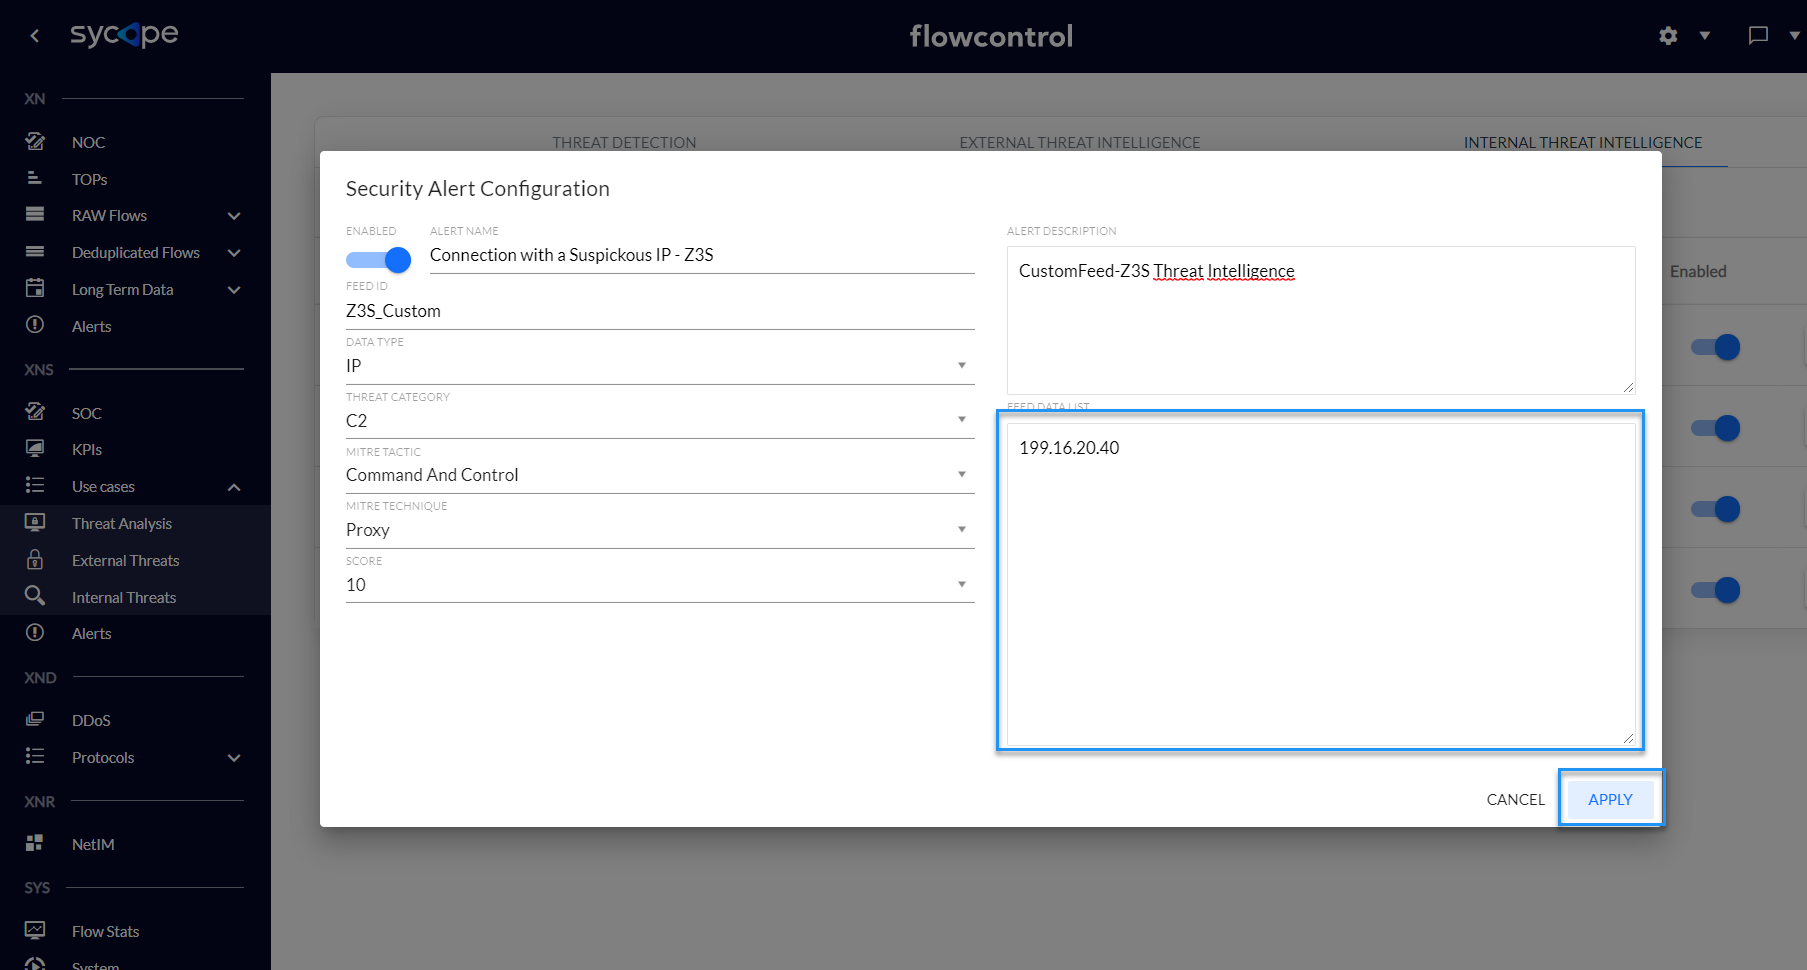 sycope
flowcontrol
XN
NOC
TOPs
RAW Flows
Deduplicated Flows
Long Term Data
Alerts
XNS
SOC
KPIs
Use cases
Threat Analysis
External Threats
Internal Threats
Alerts
XND
DDoS
Protocols
XNR
NetIM
SYS
Flow Stats
System
THREAT DETECTION
EXTERNAL THREAT INTELLIGENCE
INTERNAL THREAT INTELLIGENCE
Enabled
Security Alert Configuration
ENABLED
ALERT NAME
Connection with a Suspickous IP - Z3S
FEED ID
Z3S_Custom
DATA TYPE
IP
THREAT CATEGORY
C2
MITRE TACTIC
Command And Control
MITRE TECHNIQUE
Proxy
SCORE
10
ALERT DESCRIPTION
CustomFeed-Z3S Threat Intelligence
FEED DATA LIST
199.16.20.40
CANCEL
APPLY